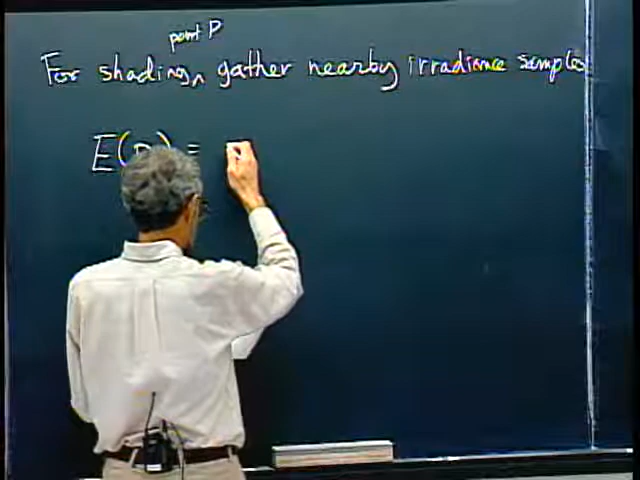 point P
For shading, gather nearby irradiance samples
E(P) =